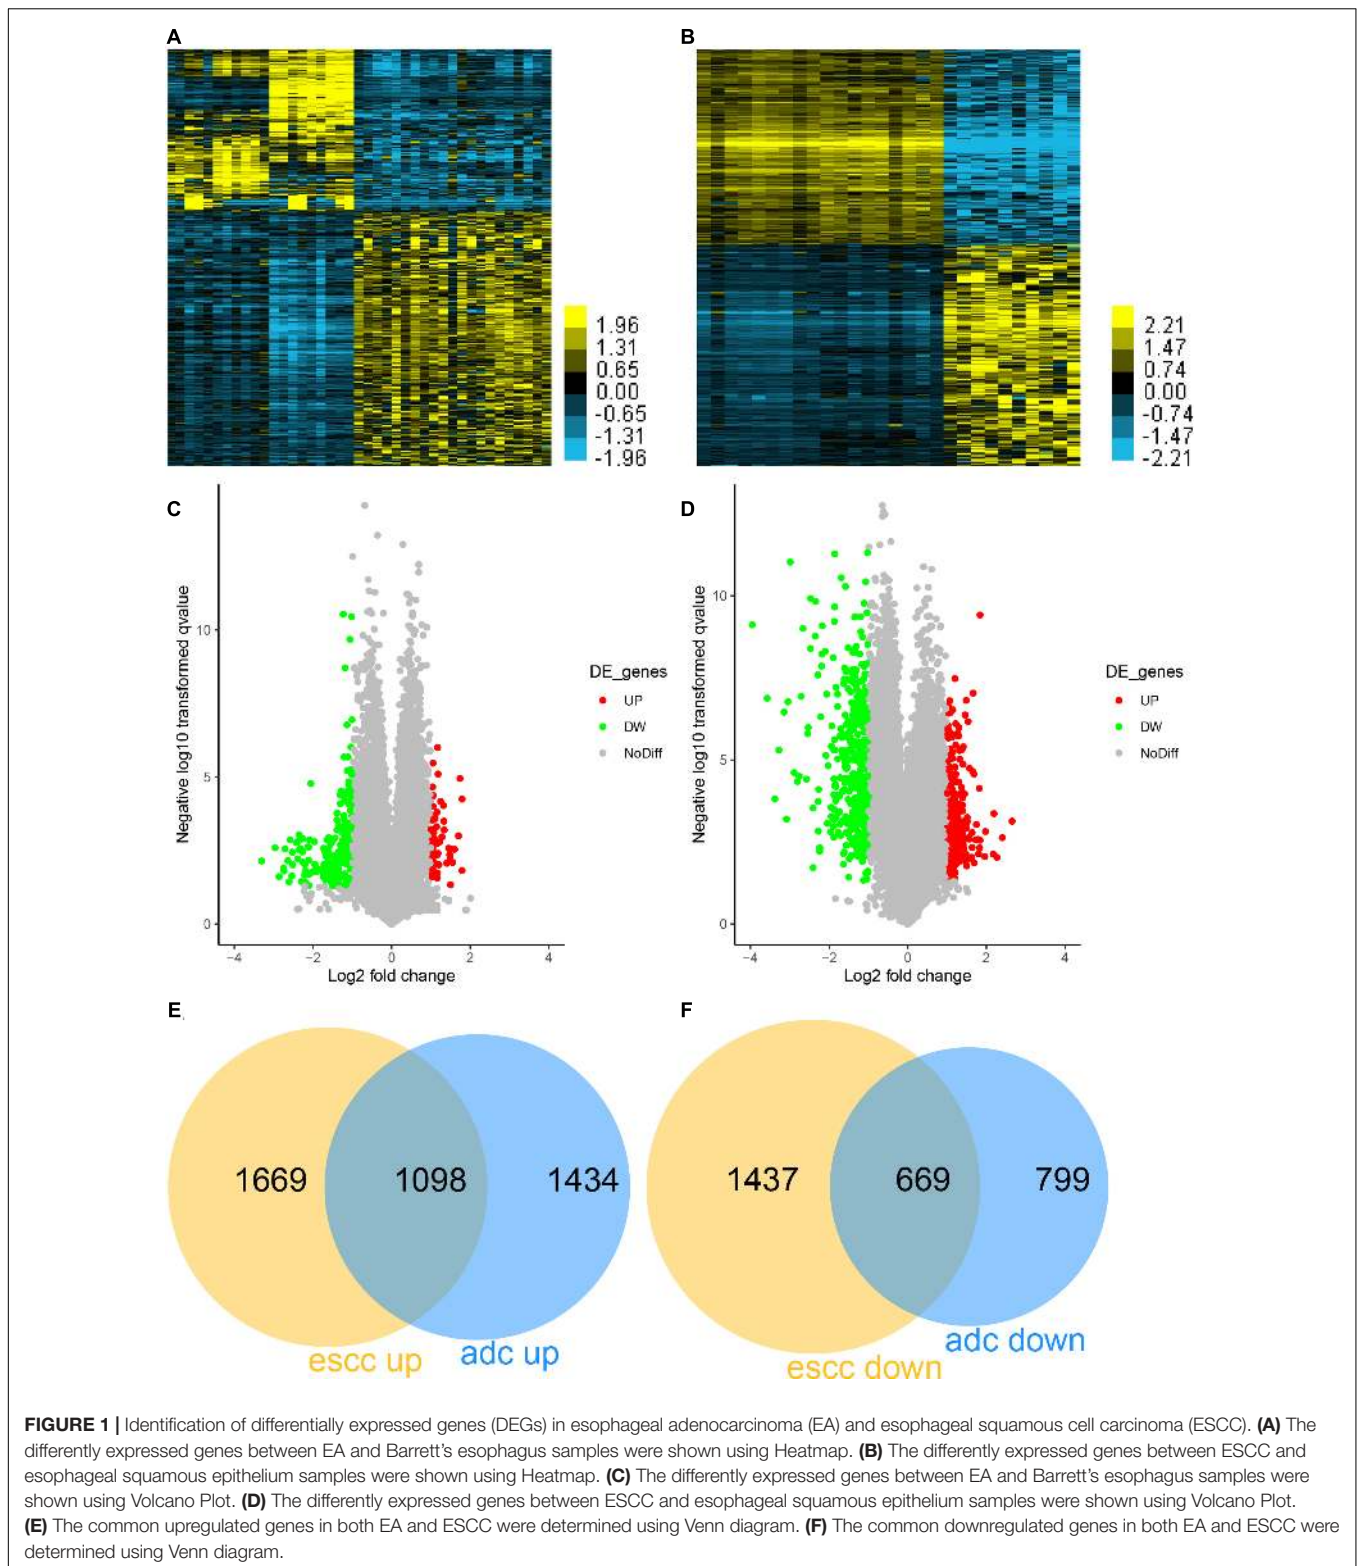 A
B
1.96
1.31
0.65
0.00
-0.65
-1.31
-1.96
2.21
1.47
0.74
0.00
-0.74
-1.47
-2.21
C
Negative log10 transformed qvalue
10
5
0
-4 -2 0 2 4
Log2 fold change
DE_genes
UP
DW
NoDiff
D
Negative log10 transformed qvalue
10
5
0
-4 -2 0 2 4
Log2 fold change
DE_genes
UP
DW
NoDiff
E
1669 1098 1434
escc up adc up
F
1437 669 799
escc down adc down
FIGURE 1 | Identification of differentially expressed genes (DEGs) in esophageal adenocarcinoma (EA) and esophageal squamous cell carcinoma (ESCC). (A) The
differently expressed genes between EA and Barrett's esophagus samples were shown using Heatmap. (B) The differently expressed genes between ESCC and
esophageal squamous epithelium samples were shown using Heatmap. (C) The differently expressed genes between EA and Barrett's esophagus samples were
shown using Volcano Plot. (D) The differently expressed genes between ESCC and esophageal squamous epithelium samples were shown using Volcano Plot.
(E) The common upregulated genes in both EA and ESCC were determined using Venn diagram. (F) The common downregulated genes in both EA and ESCC were
determined using Venn diagram.